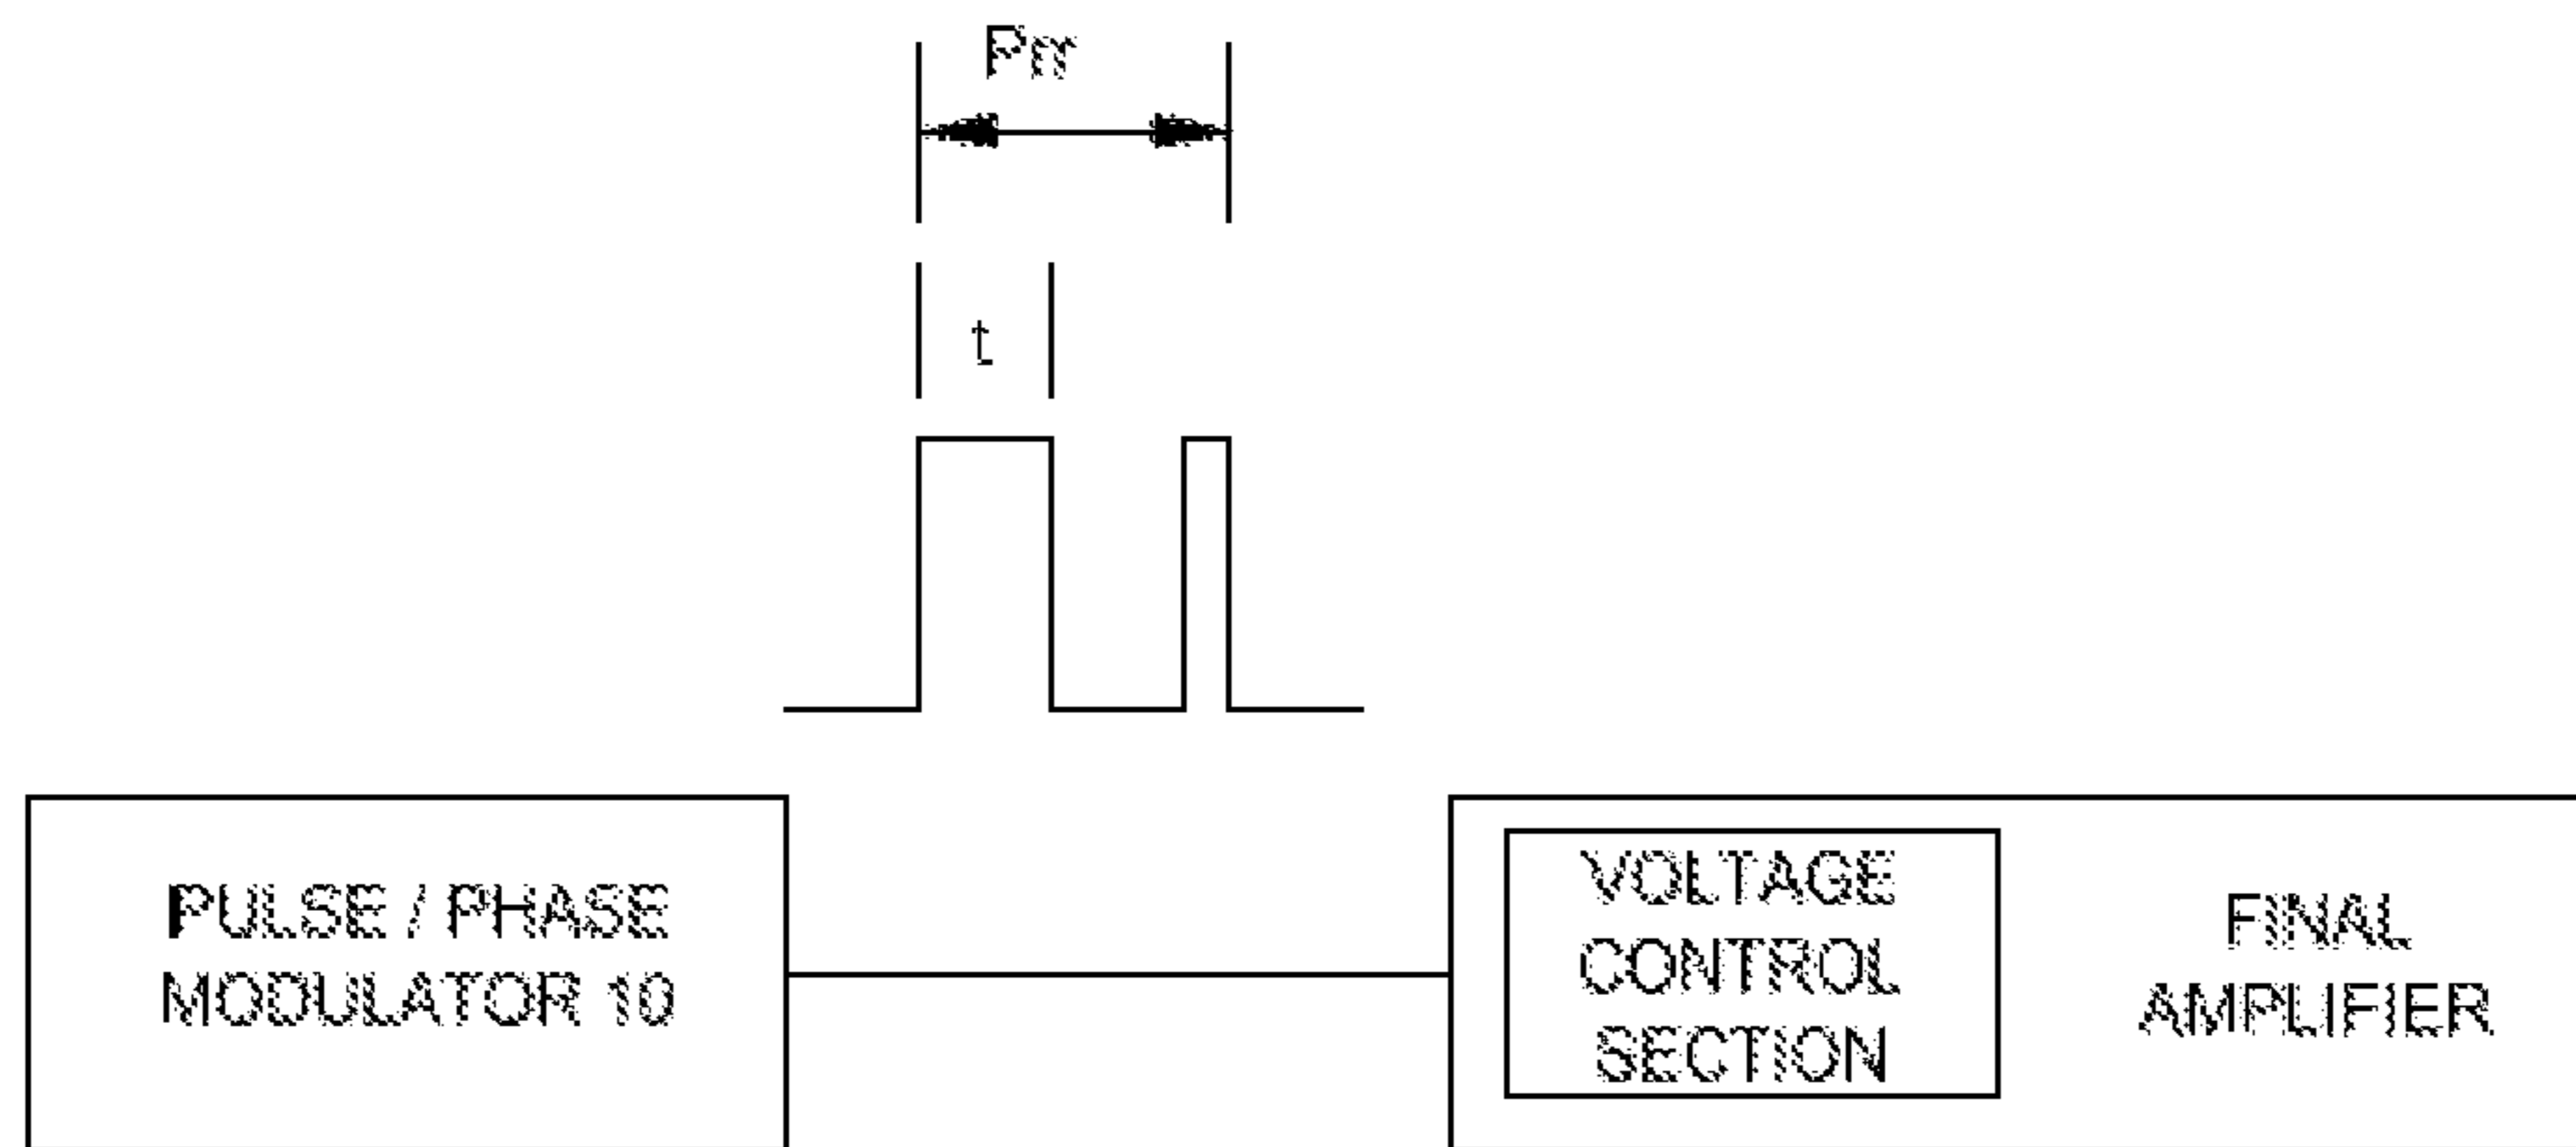 Prr
t
PULSE / PHASE
MODULATOR 10
VOLTAGE
CONTROL
SECTION
FINAL
AMPLIFIER